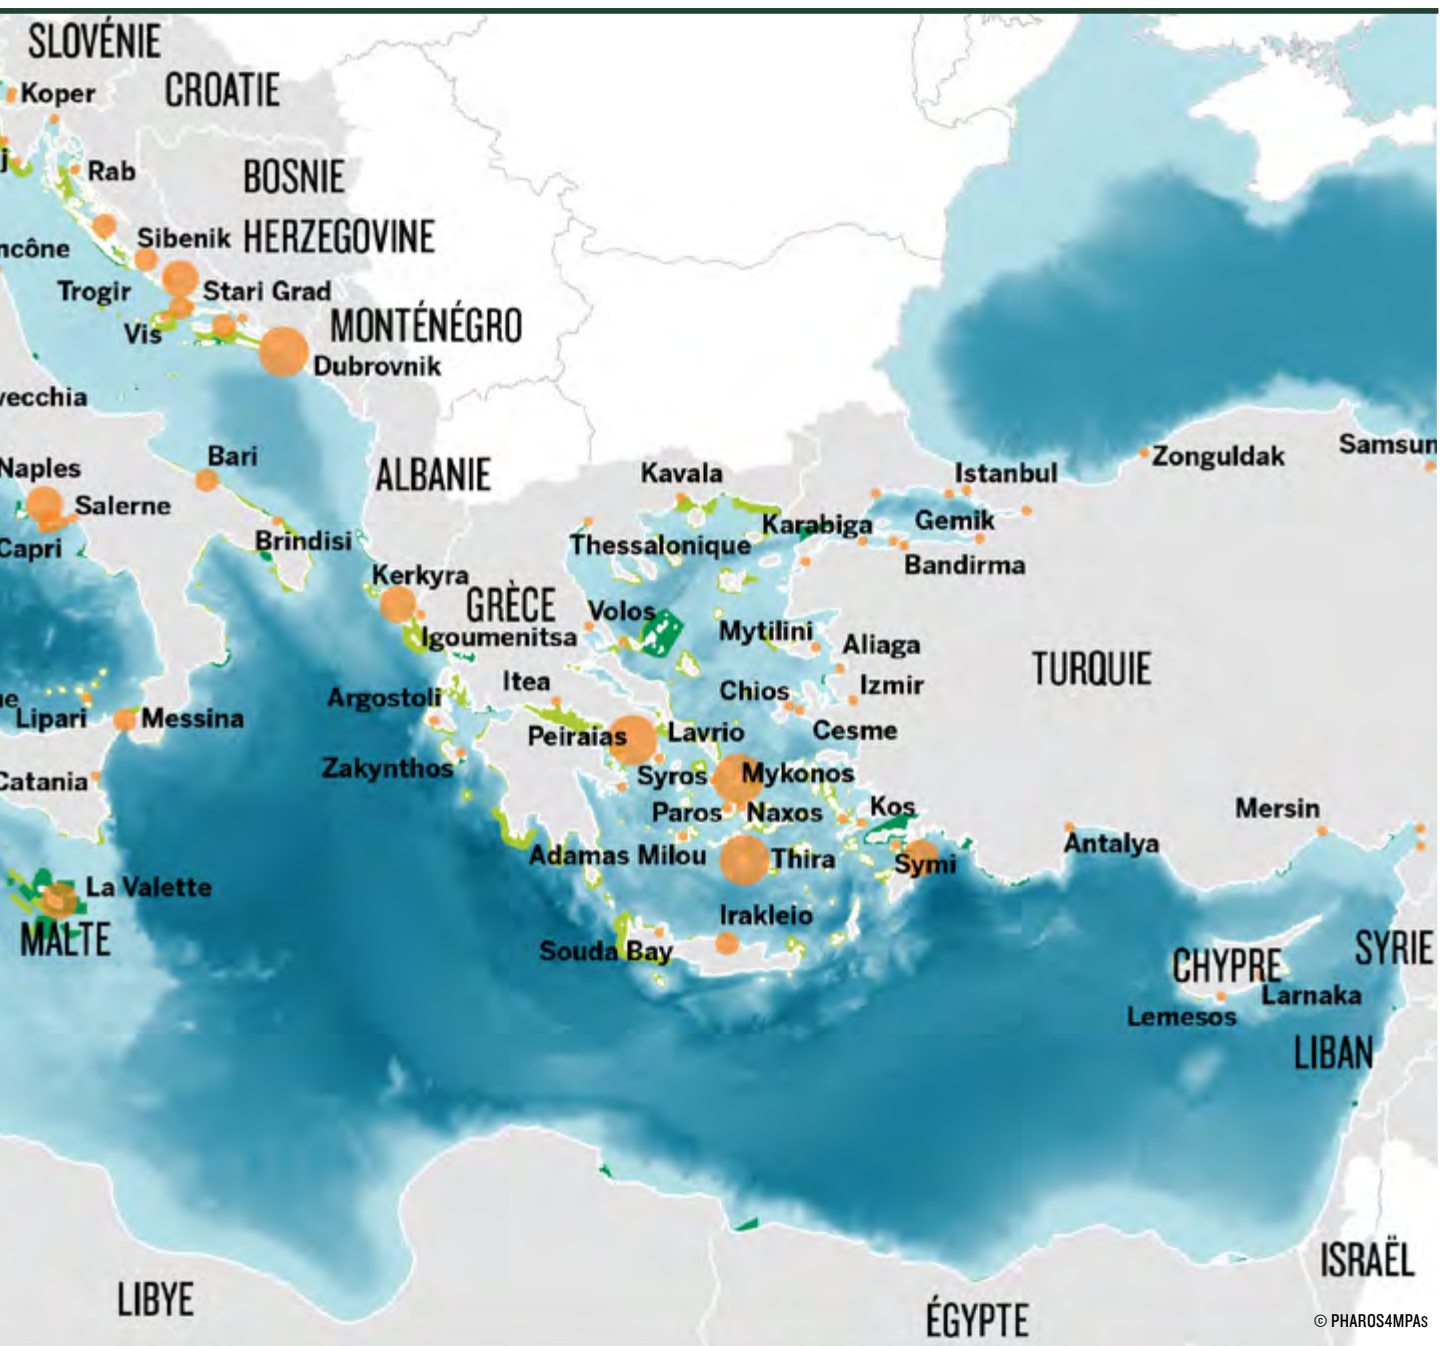 SLOVÉNIE
CROATIE
Koper
j
Rab
BOSNIE
HERZEGOVINE
Sibenik
ncône
Trogir
Stari Grad
Vis
MONTÉNÉGRO
Dubrovnik
vecchia
Bari
Naples
Salerne
Capri
Brindisi
ALBANIE
Kavala
Istanbul
Zonguldak
Samsun
Karabiga
Gemik
Thessalonique
Bandirma
Kerkyra
GRÈCE
Volos
Igoumenitsa
Mytilini
Aliaga
TURQUIE
Itea
Argostoli
Chios
Izmir
ue
Lipari
Messina
Peiraias
Lavrio
Cesme
Zakynthos
Syros
Mykonos
Catania
Paros
Naxos
Kos
Mersin
Adamas Milou
Thira
Symi
Antalya
La Valette
MALTE
Irakleio
Souda Bay
CHYPRE
SYRIE
Larnaka
Lemesos
LIBAN
ISRAËL
LIBYE
ÉGYPTE
© PHAROS4MPAs